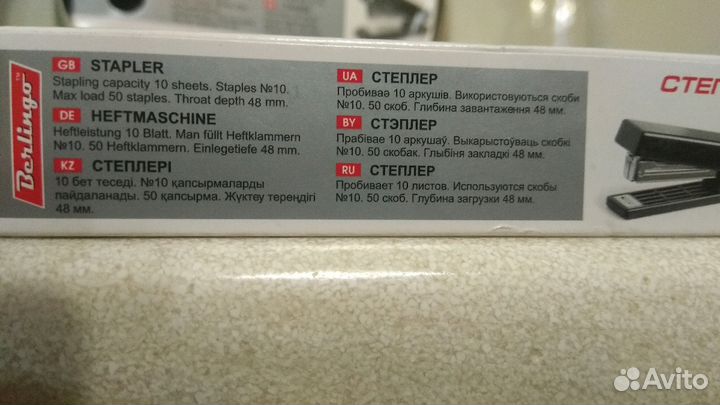 Berlingo™
GB STAPLER
Stapling capacity 10 sheets. Staples №10.
Max load 50 staples. Throat depth 48 mm.
DE HEFTMASCHINE
Heftleistung 10 Blatt. Man füllt Heftklammern
№10. 50 Heftklammern. Einlegetiefe 48 mm.
KZ СТЕПЛЕРІ
10 бет теседі. №10 қапсырмаларды
пайдаланады. 50 қапсырма. Жүктеу тереңдігі
48 мм.
UA СТЕПЛЕР
Пробиває 10 аркушів. Використовуються скоби
№10. 50 скоб. Глибина завантаження 48 мм.
BY СТЭПЛЕР
Прабівае 10 аркушаў. Выкарыстоўваць скобкі
№10. 50 скобак. Глыбіня закладкі 48 мм.
RU СТЕПЛЕР
Пробивает 10 листов. Используются скобы
№10. 50 скоб. Глубина загрузки 48 мм.
СТЕП
Avito